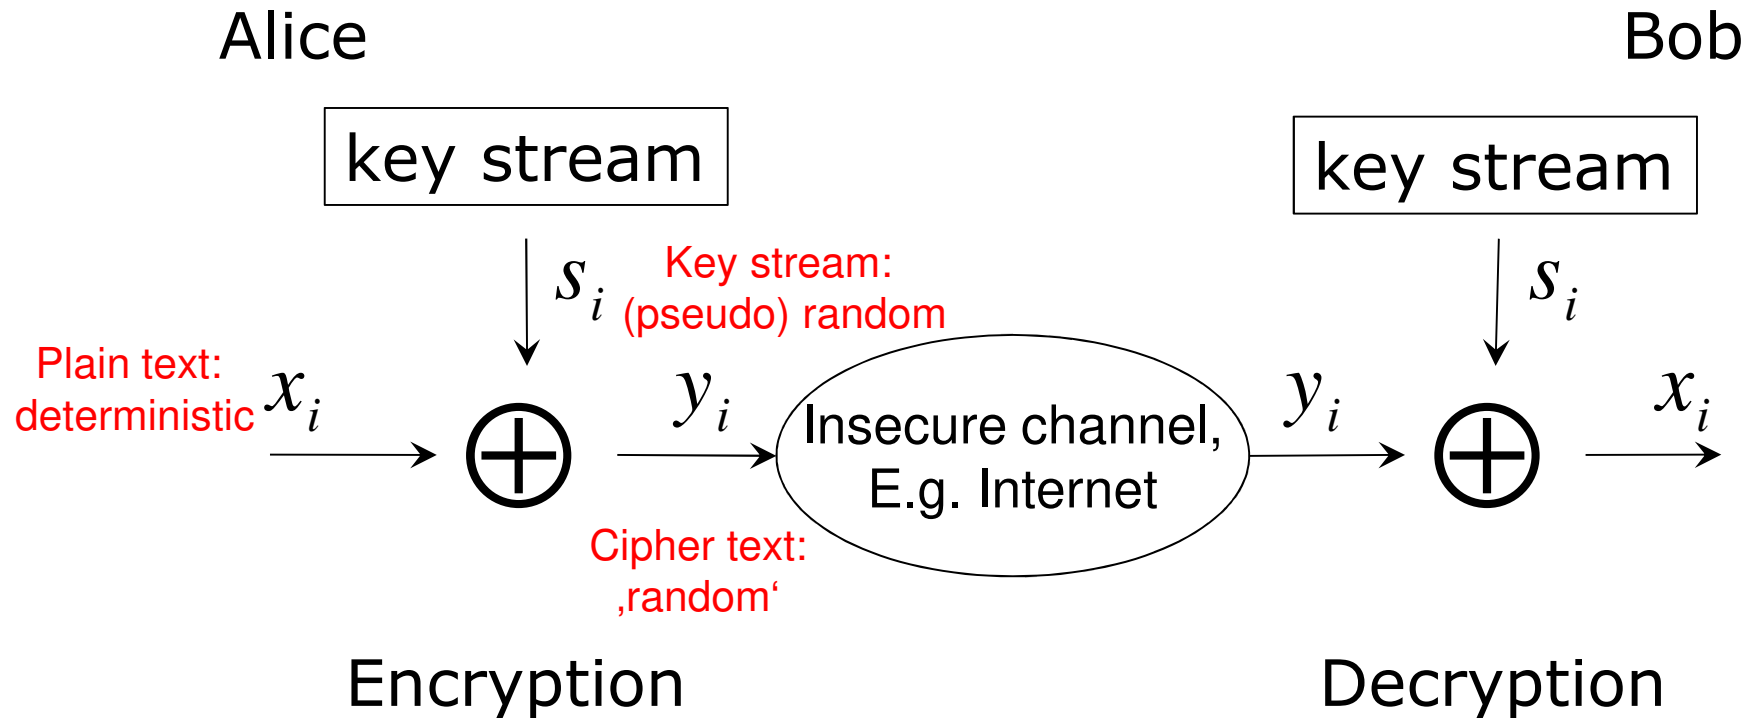 Alice
Bob
key stream
key stream
s_i
Key stream:
(pseudo) random
s_i
Plain text:
deterministic
x_i
y_i
Insecure channel,
E.g. Internet
y_i
x_i
Cipher text:
‚random‘
Encryption
Decryption